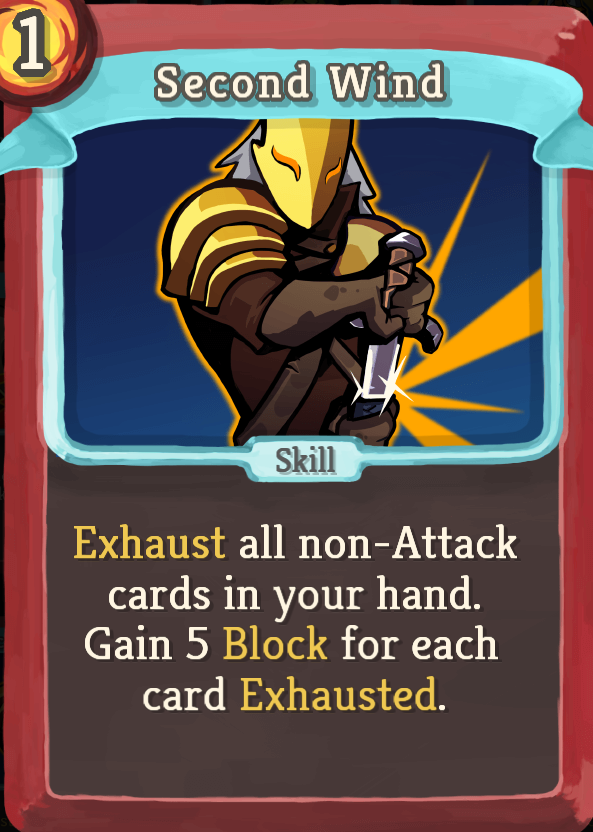 1
Second Wind
Skill
Exhaust all non-Attack
cards in your hand.
Gain 5 Block for each
card Exhausted.